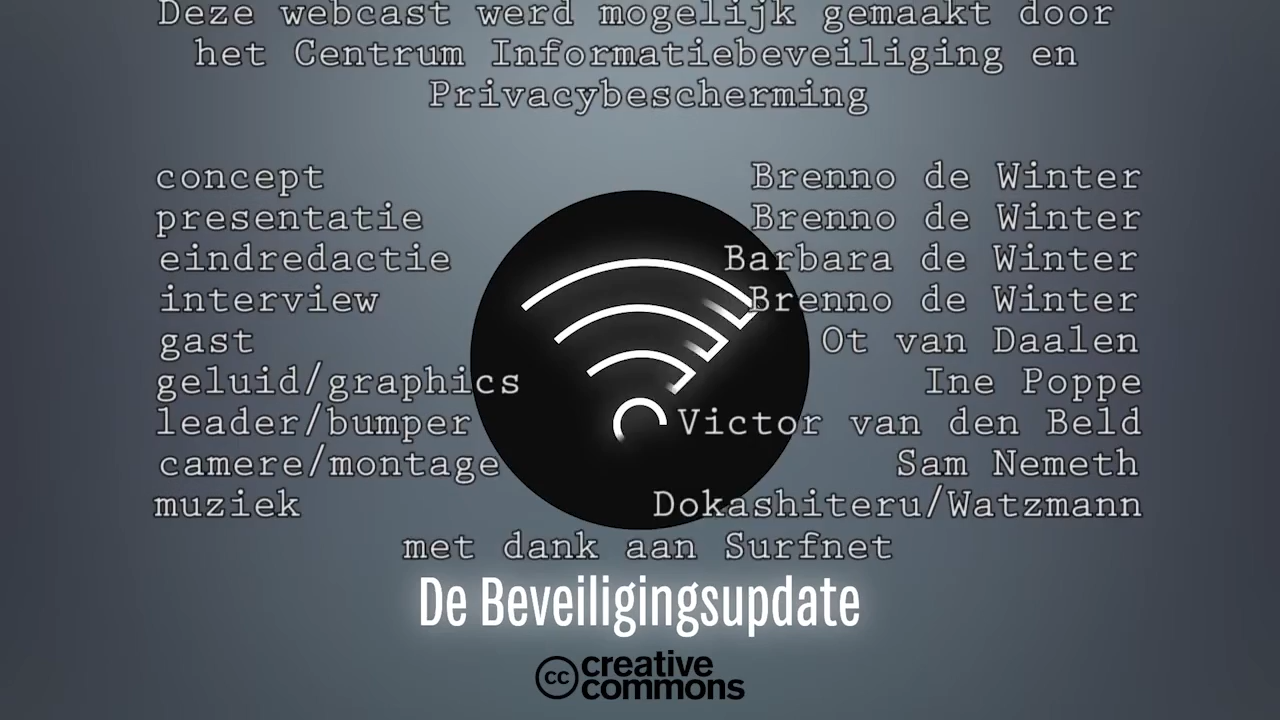 Deze webcast werd mogelijk gemaakt door
het Centrum Informatiebeveiliging en
Privacybescherming
concept Brenno de Winter
presentatie Brenno de Winter
eindredactie Barbara de Winter
interview Brenno de Winter
gast Ot van Daalen
geluid/graphics Ine Poppe
leader/bumper Victor van den Beld
camere/montage Sam Nemeth
muziek Dokashiteru/Watzmann
met dank aan Surfnet
De Beveiligingsupdate
cc creative
commons